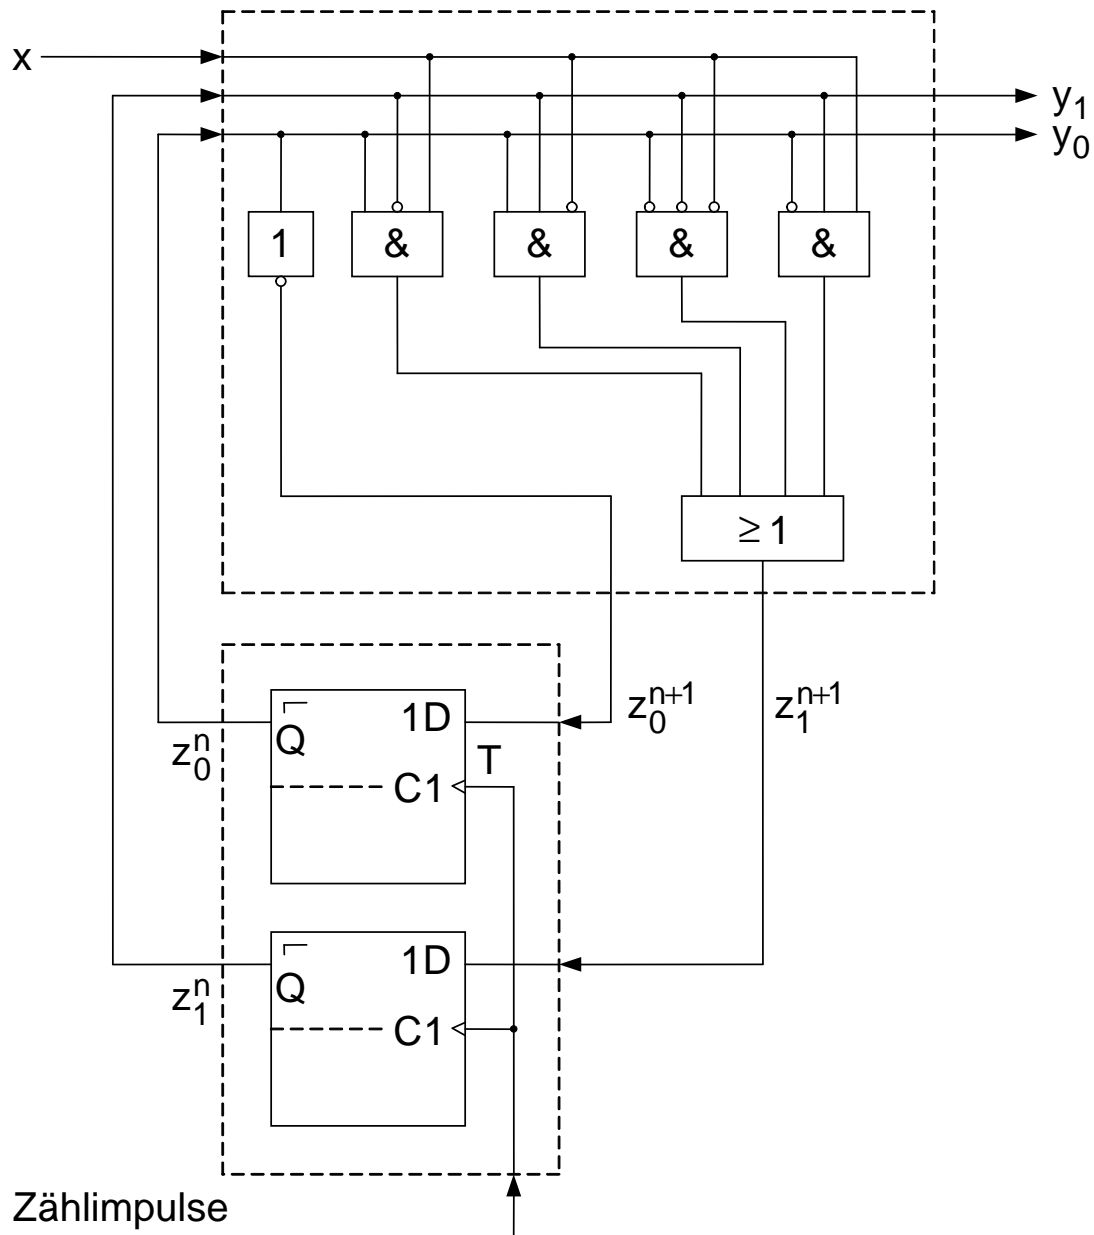 x
y₁
y₀
1
&
&
&
&
≥ 1
z₀ⁿ⁺¹
z₁ⁿ⁺¹
Q
1D
T
C1
z₀ⁿ
Q
1D
C1
z₁ⁿ
Zählimpulse